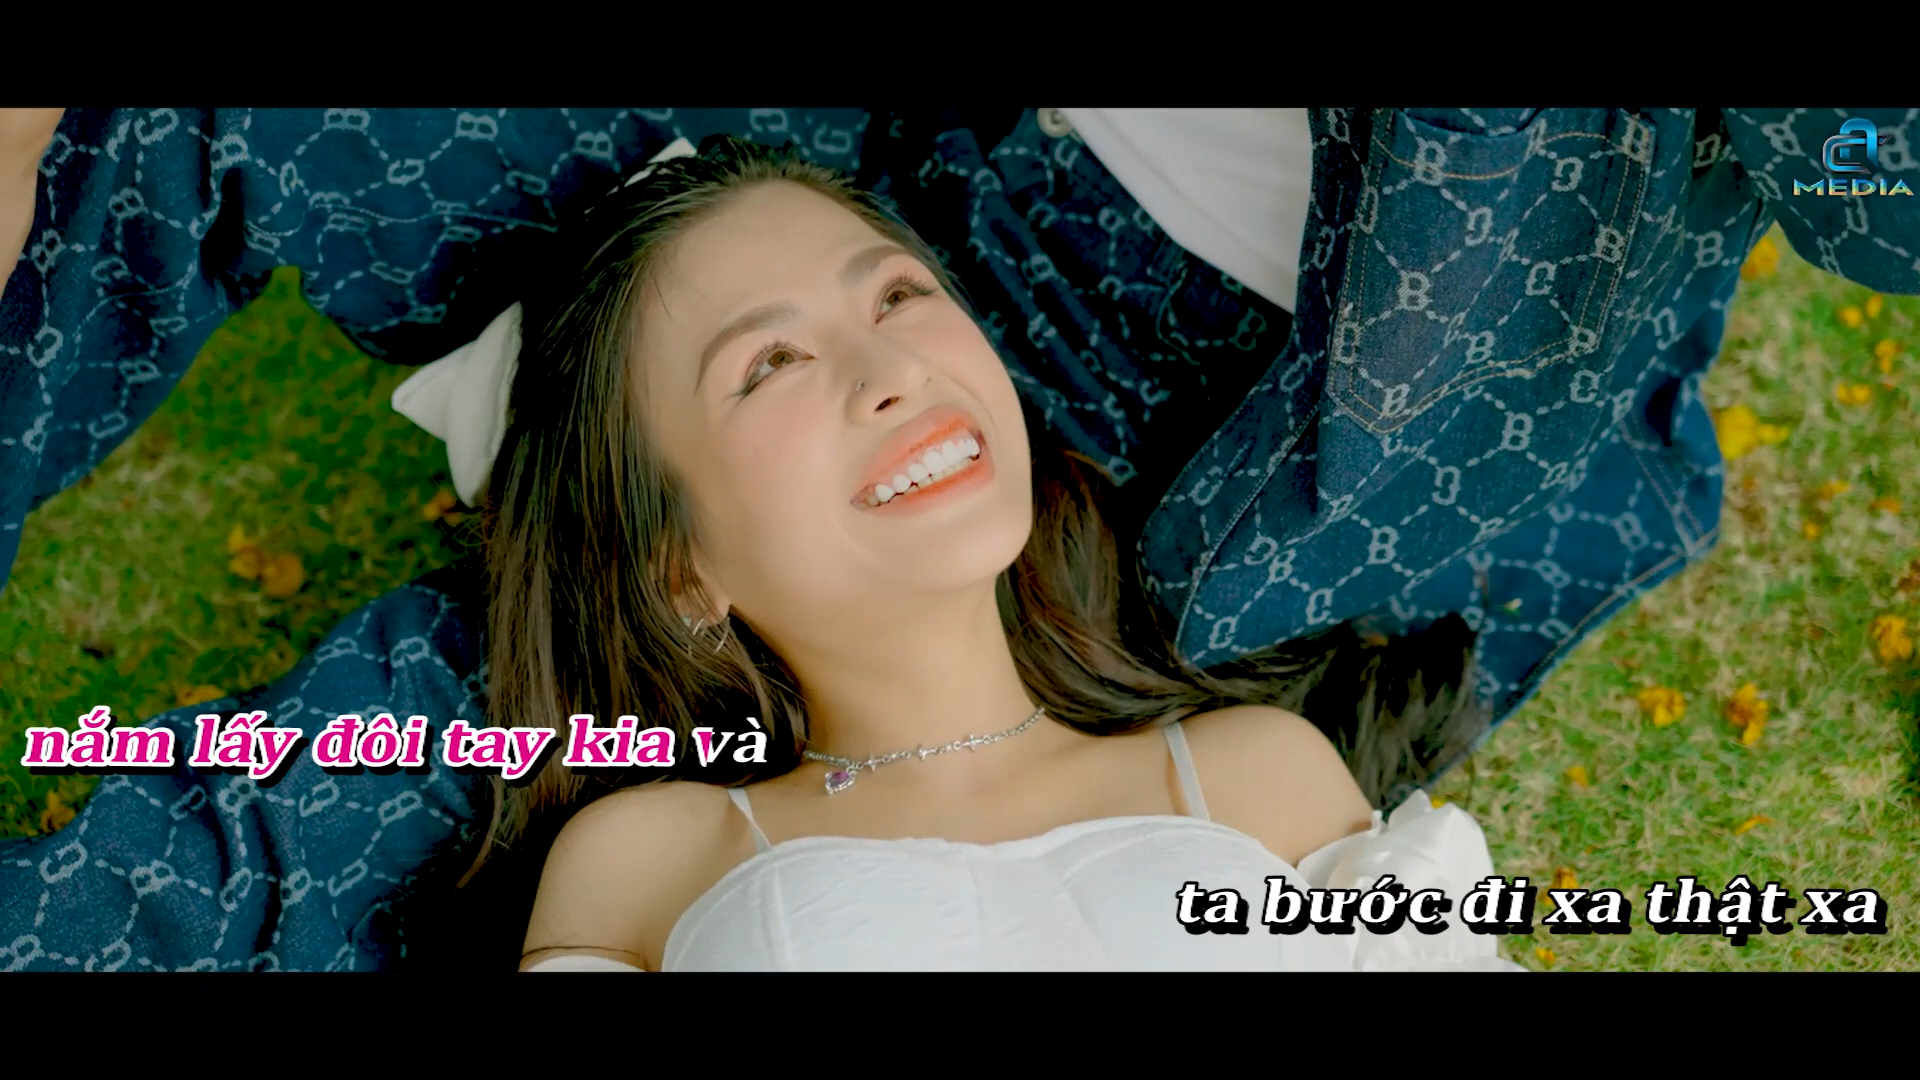 MEDIA
nắm lấy đôi tay kia và
ta bước đi xa thật xa